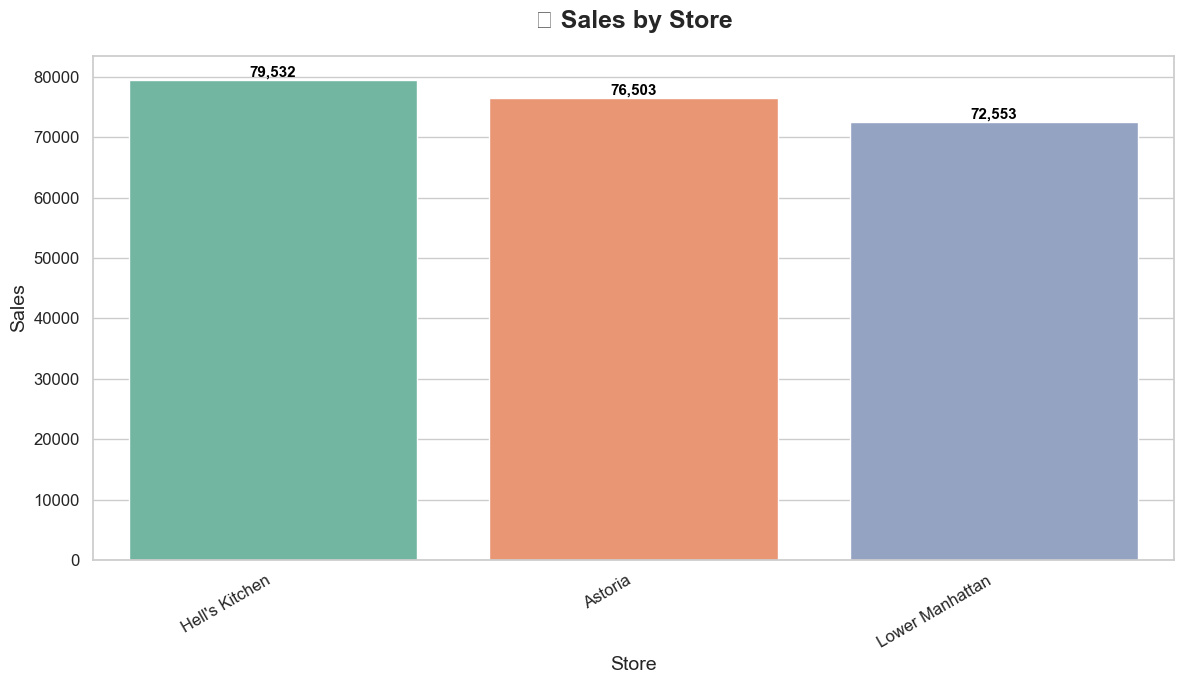 Sales by Store
79,532
76,503
72,553
80000
70000
60000
50000
40000
30000
20000
10000
0
Sales
Hell's Kitchen
Astoria
Lower Manhattan
Store